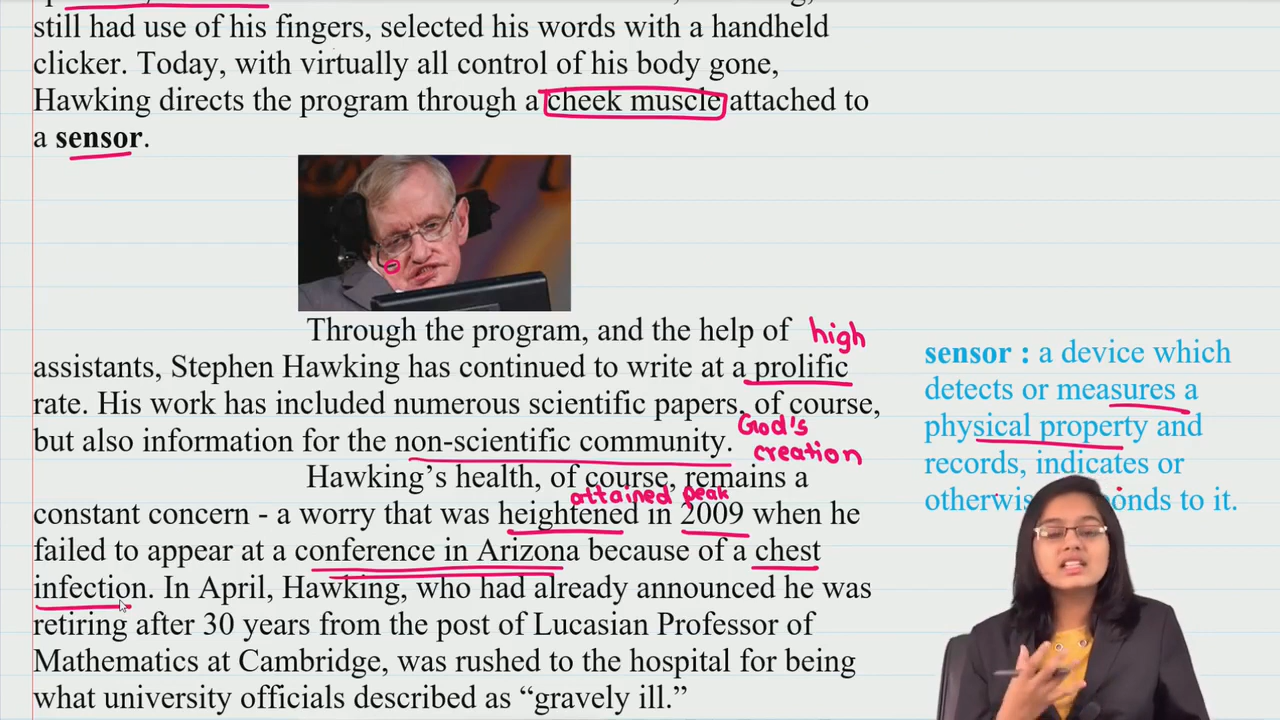 still had use of his fingers, selected his words with a handheld
clicker. Today, with virtually all control of his body gone,
Hawking directs the program through a cheek muscle attached to
a sensor.
Through the program, and the help of
high
assistants, Stephen Hawking has continued to write at a prolific
rate. His work has included numerous scientific papers, of course,
but also information for the non-scientific community.
God's
creation
Hawking’s health, of course, remains a
attained peak
constant concern - a worry that was heightened in 2009 when he
failed to appear at a conference in Arizona because of a chest
infection. In April, Hawking, who had already announced he was
retiring after 30 years from the post of Lucasian Professor of
Mathematics at Cambridge, was rushed to the hospital for being
what university officials described as “gravely ill.”
sensor : a device which
detects or measures a
physical property and
records, indicates or
to it.